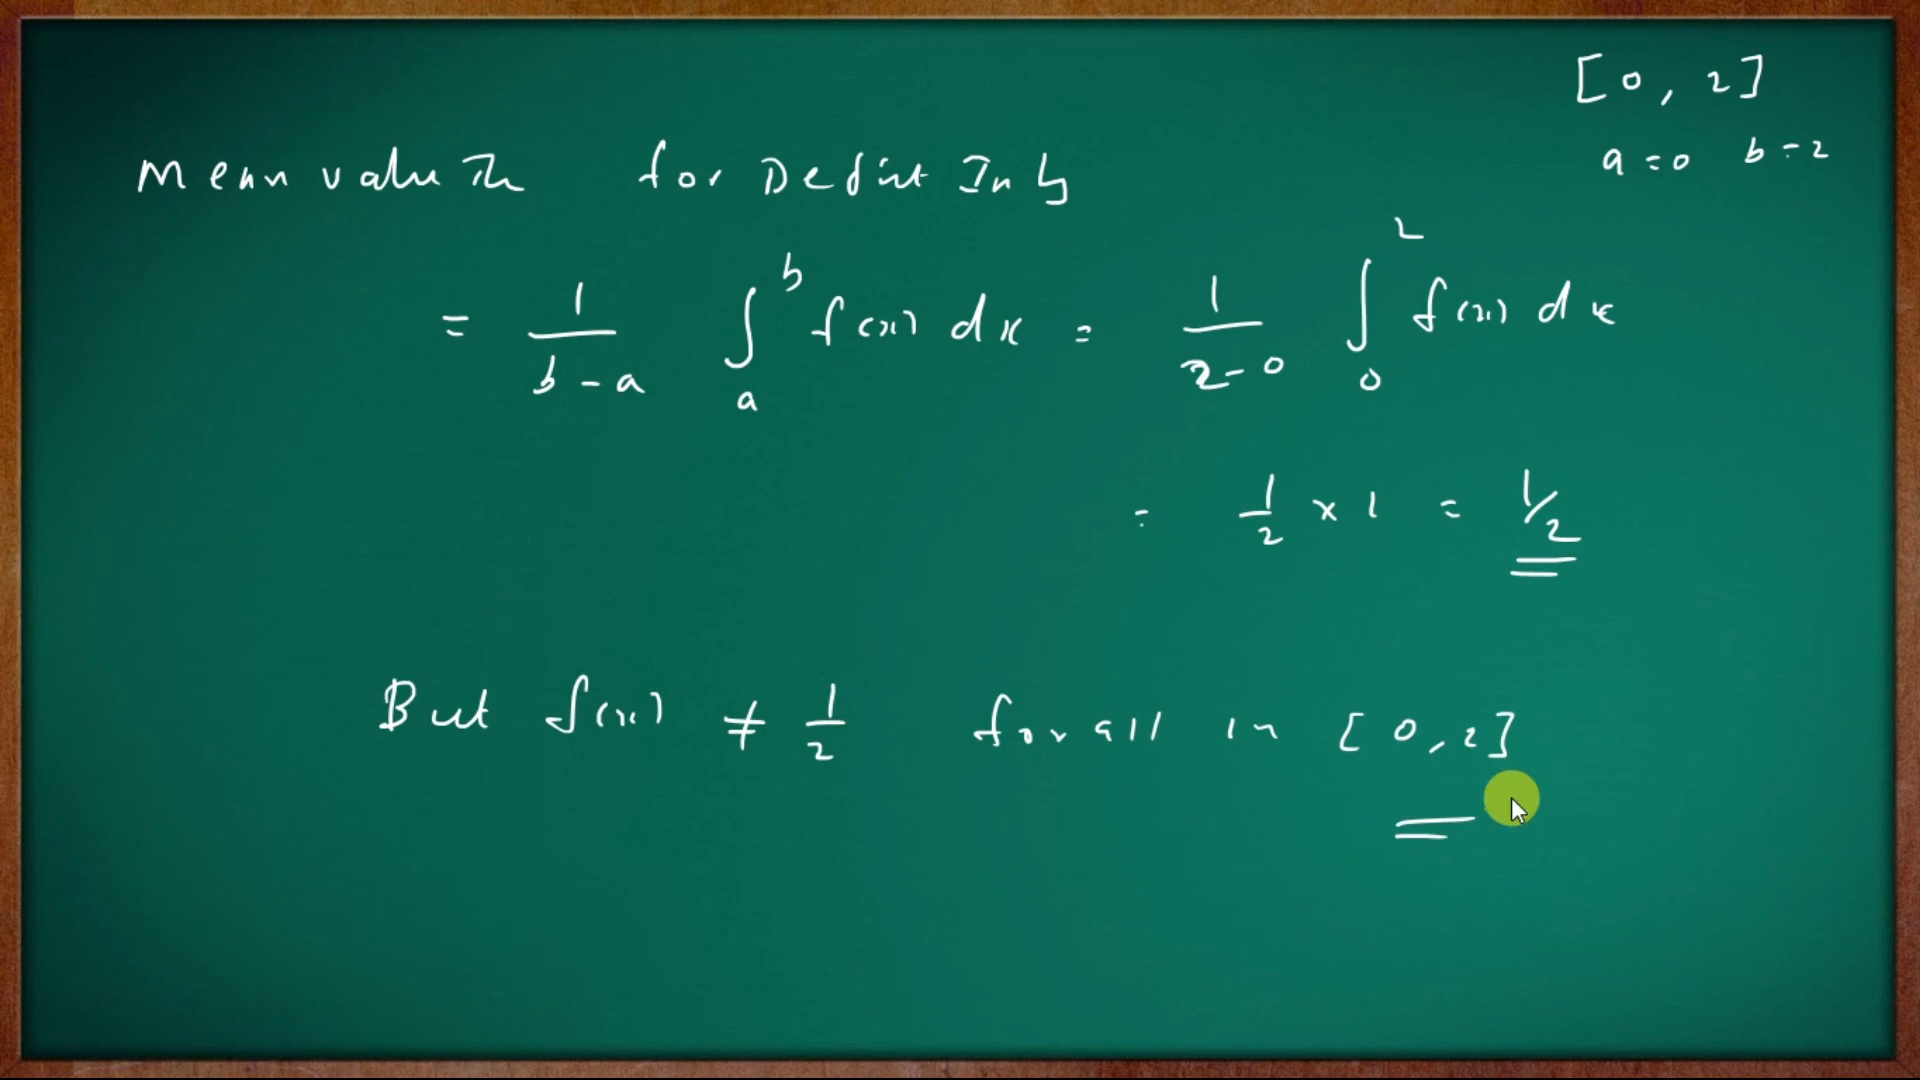 [0, 2]
a = 0 b = 2
Mean value Th for Defint Intg
= 1/(b - a) ∫_a^b f(x) dx = 1/(2 - 0) ∫_0^2 f(x) dx
= 1/2 × 1 = 1/2
But f(x) ≠ 1/2 for all in [0, 2]